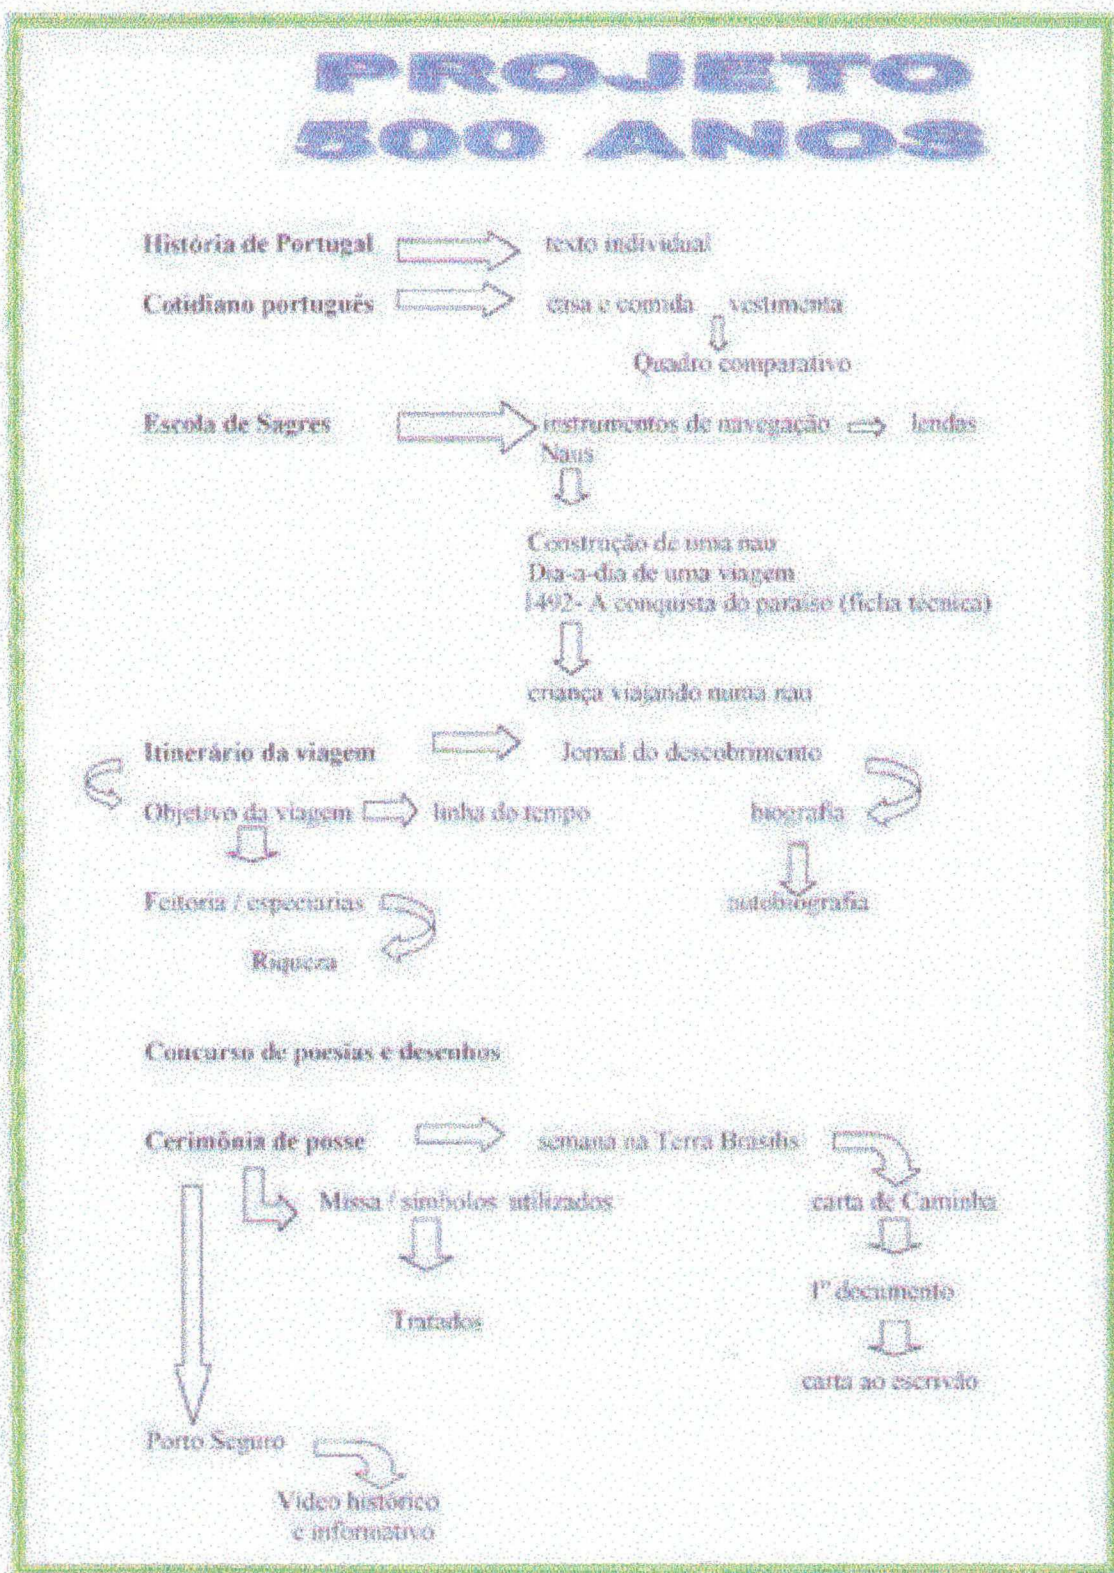 PROJETO
500 ANOS
História de Portugal texto individual
Cotidiano português casa e comida vestimenta
Quadro comparativo
Escola de Sagres instrumentos de navegação lendas
Naus
Construção de uma nau
Dia-a-dia de uma viagem
1492- A conquista do paraíso (ficha técnica)
criança viajando numa nau
Itinerário da viagem Jornal do descobrimento
Objetivo da viagem linha do tempo biografia
Feitoria / especiarias autobiografia
Riqueza
Concurso de poesias e desenhos
Cerimônia de posse semana na Terra Brasilis
Missa / símbolos utilizados carta de Caminha
1º documento
Tratados
carta ao escrivão
Porto Seguro
Vídeo histórico
e informativo